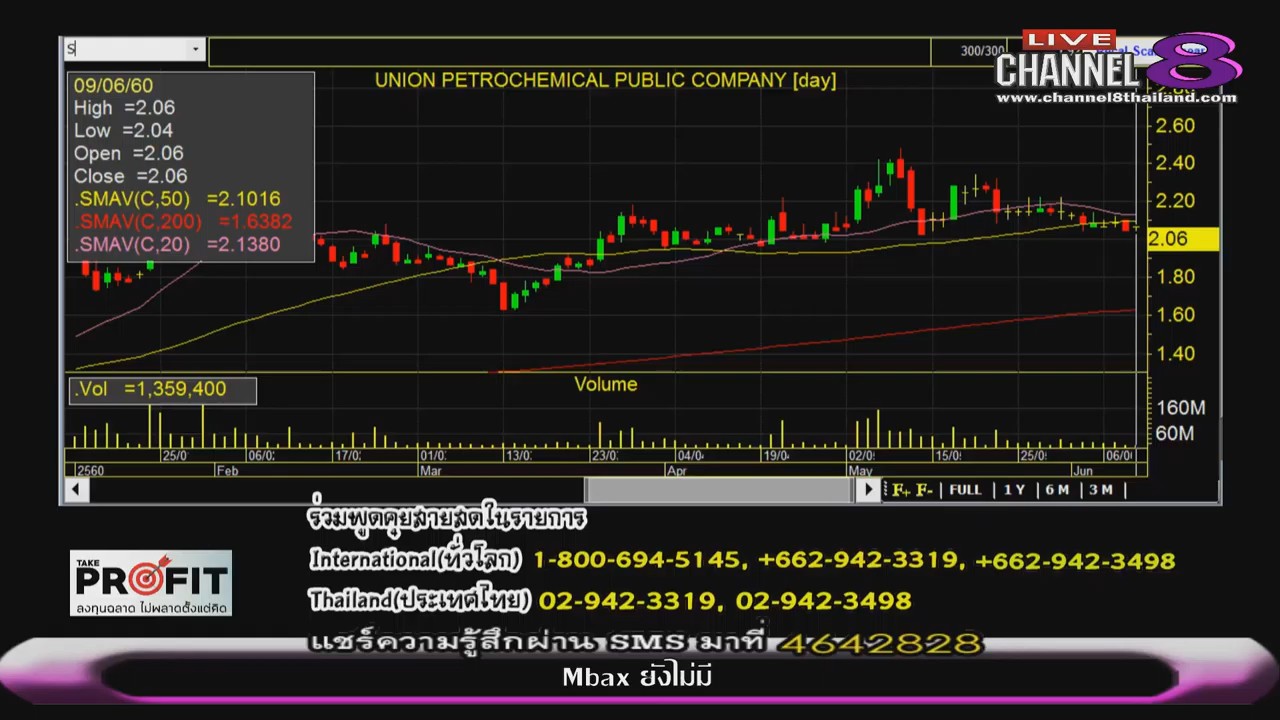 S
300/300
LIVE
CHANNEL 8
www.channel8thailand.com
UNION PETROCHEMICAL PUBLIC COMPANY [day]
09/06/60
High =2.06
Low =2.04
Open =2.06
Close =2.06
.SMAV(C,50) =2.1016
.SMAV(C,200) =1.6382
.SMAV(C,20) =2.1380
2.60
2.40
2.20
2.06
1.80
1.60
1.40
.Vol =1,359,400
Volume
160M
60M
25/0 06/0 17/0 01/0 13/0 23/0 04/0 19/0 02/0 15/0 25/0 06/0
2560 Feb Mar Apr May Jun
F+ F- FULL 1 Y 6 M 3 M
ร่วมพูดคุยสายสดในรายการ
International(ทั่วโลก) 1-800-694-5145, +662-942-3319, +662-942-3498
TAKE
PROFIT
ลงทุนฉลาด ไม่พลาดตั้งแต่คิด
Thailand(ประเทศไทย) 02-942-3319, 02-942-3498
แชร์ความรู้สึกผ่าน SMS มาที่ 4642828
Mbax ยังไม่มี